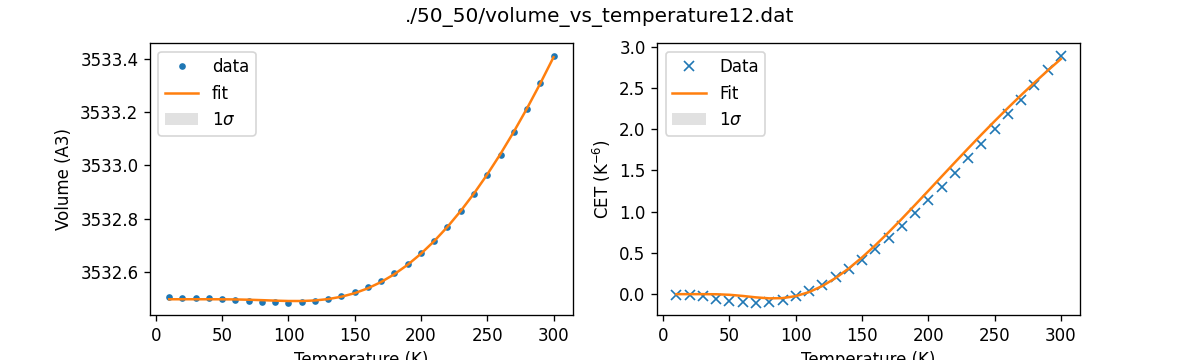 ./50_50/volume_vs_temperature12.dat
Volume (A3)
3533.4
3533.2
3533.0
3532.8
3532.6
data
fit
1σ
0
50
100
150
200
250
300
Temperature (K)
CET (K⁻⁶)
3.0
2.5
2.0
1.5
1.0
0.5
0.0
Data
Fit
1σ
0
50
100
150
200
250
300
Temperature (K)